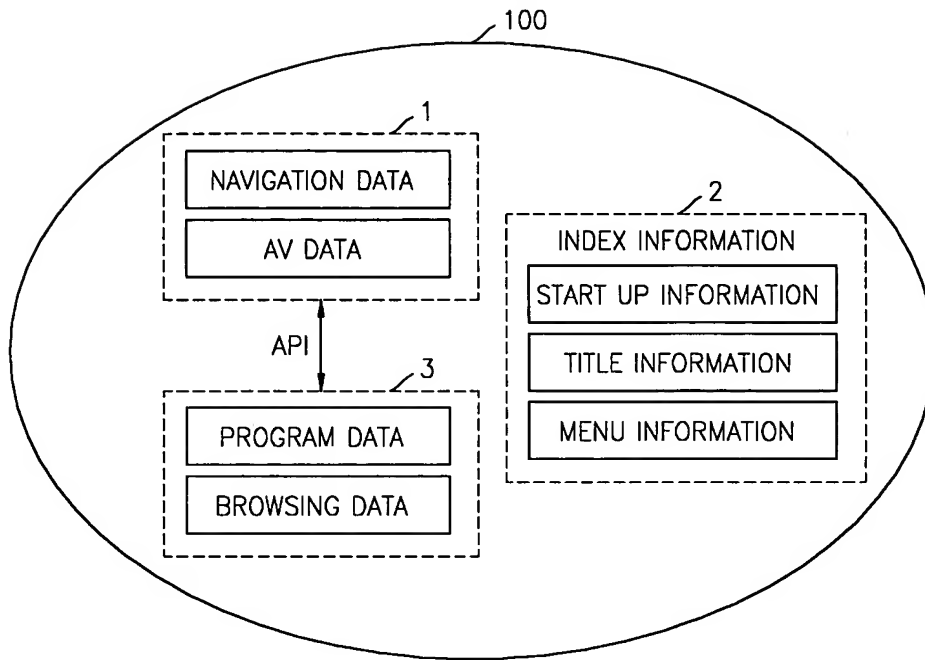 100
1
NAVIGATION DATA
AV DATA
API
3
PROGRAM DATA
BROWSING DATA
2
INDEX INFORMATION
START UP INFORMATION
TITLE INFORMATION
MENU INFORMATION